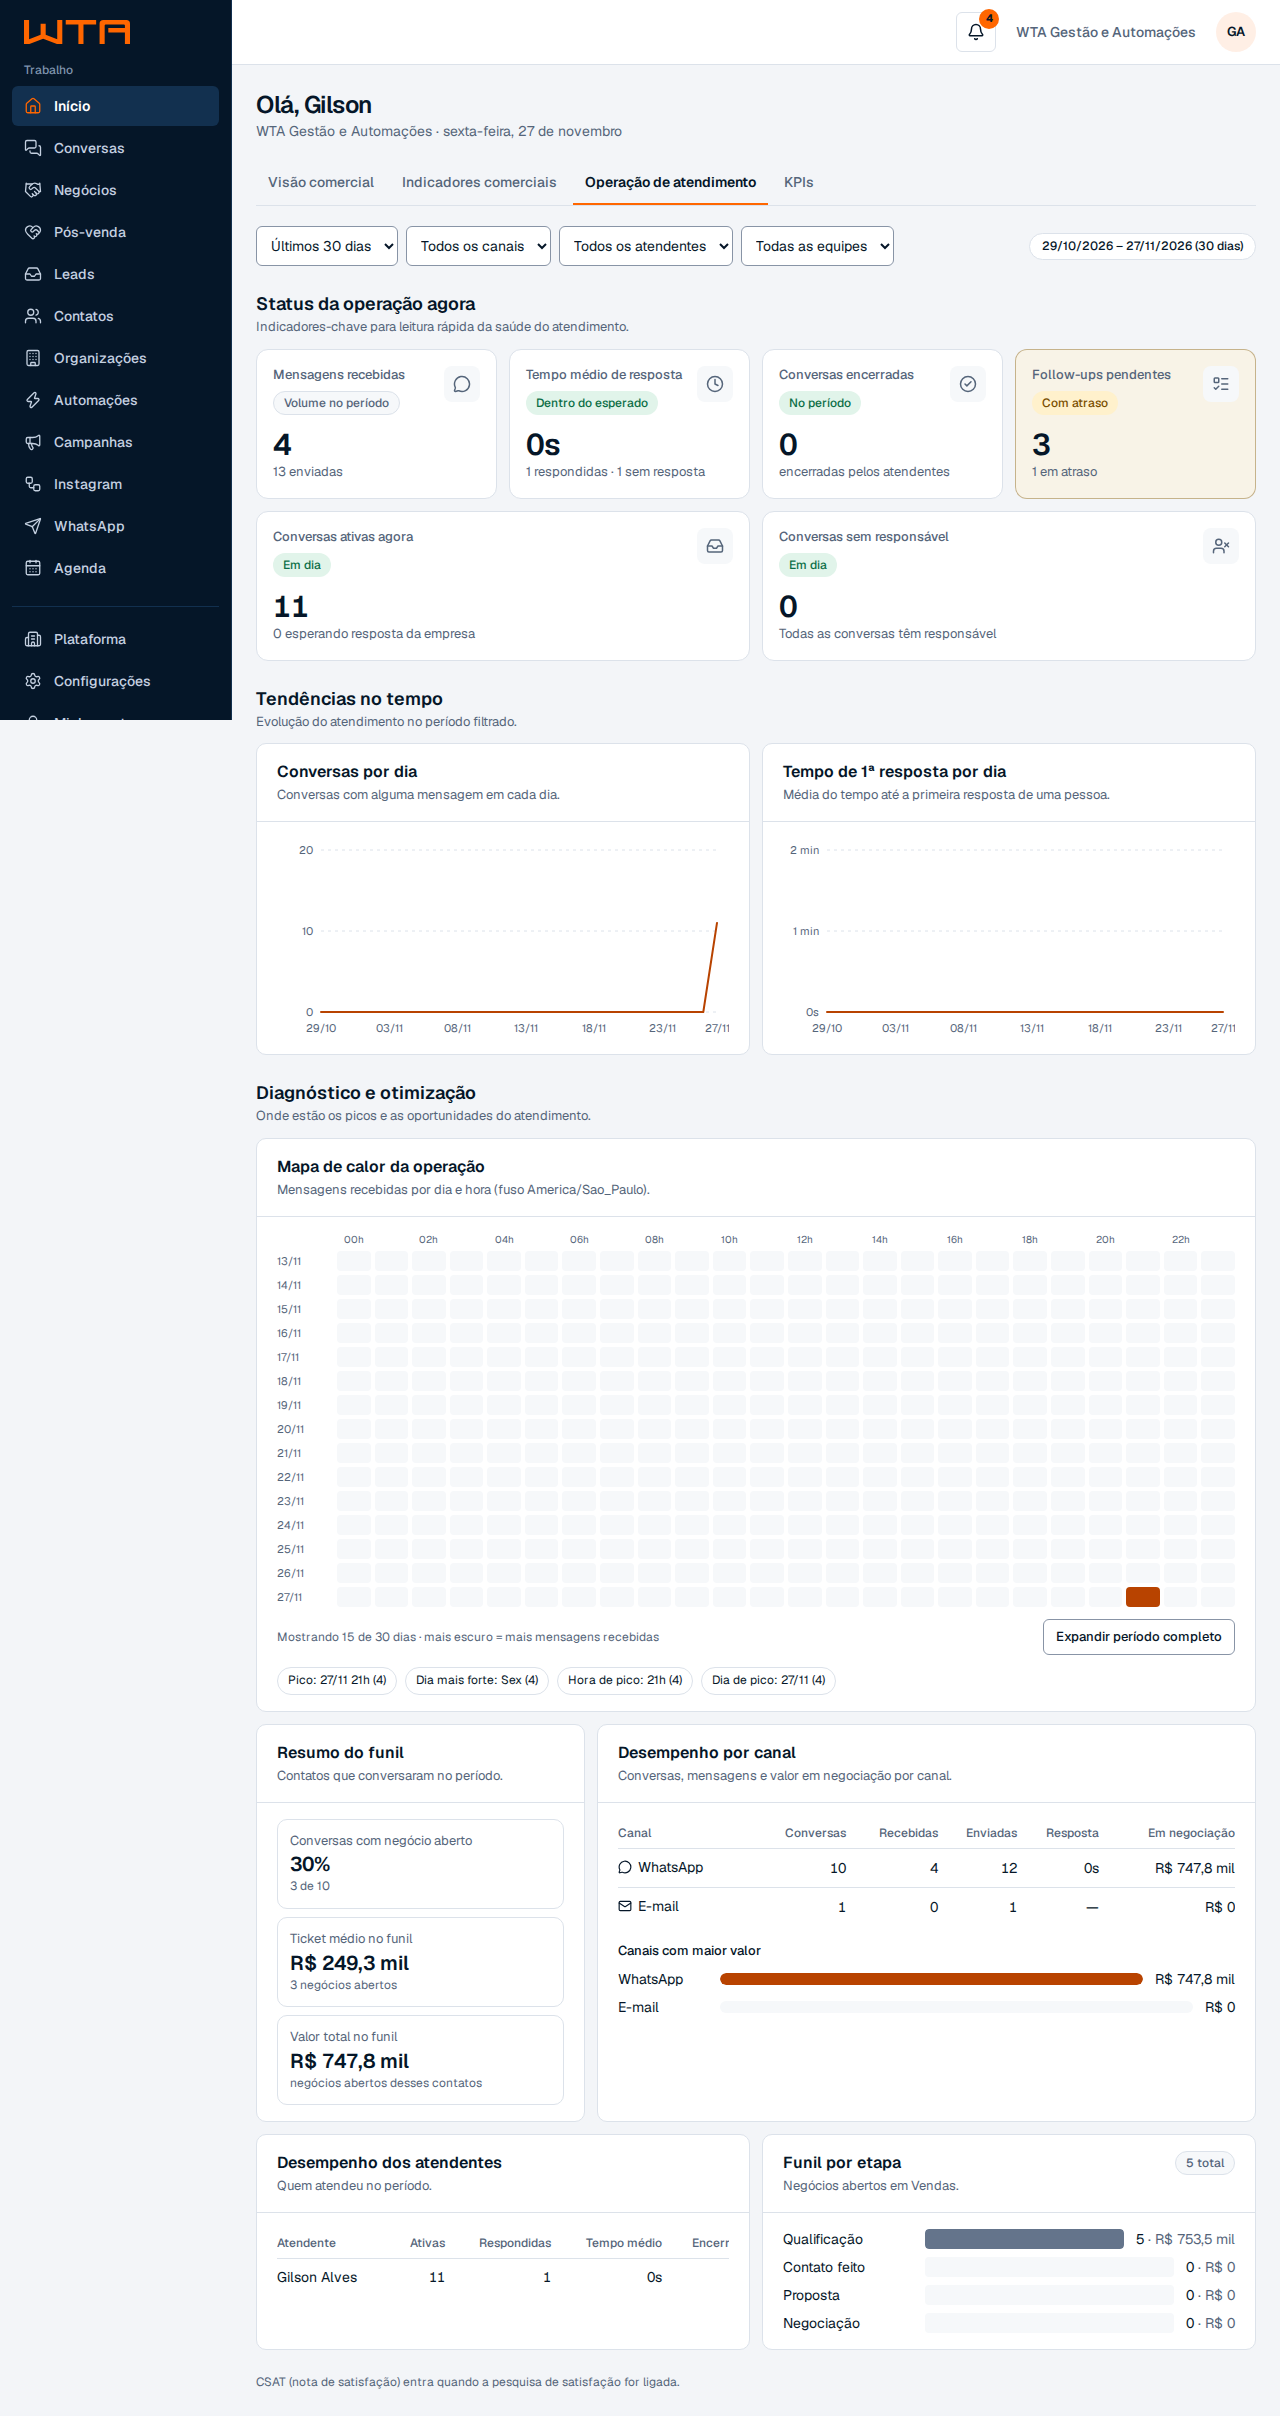 WTA
4
WTA Gestão e Automações
GA
Trabalho
Início
Conversas
Negócios
Pós-venda
Leads
Contatos
Organizações
Automações
Campanhas
Instagram
WhatsApp
Agenda
Plataforma
Configurações
Olá, Gilson
WTA Gestão e Automações · sexta-feira, 27 de novembro
Visão comercial
Indicadores comerciais
Operação de atendimento
KPIs
Últimos 30 dias
Todos os canais
Todos os atendentes
Todas as equipes
29/10/2026 – 27/11/2026 (30 dias)
Status da operação agora
Indicadores-chave para leitura rápida da saúde do atendimento.
Mensagens recebidas
Volume no período
4
13 enviadas
Tempo médio de resposta
Dentro do esperado
0s
1 respondidas · 1 sem resposta
Conversas encerradas
No período
0
encerradas pelos atendentes
Follow-ups pendentes
Com atraso
3
1 em atraso
Conversas ativas agora
Em dia
11
0 esperando resposta da empresa
Conversas sem responsável
Em dia
0
Todas as conversas têm responsável
Tendências no tempo
Evolução do atendimento no período filtrado.
Conversas por dia
Conversas com alguma mensagem em cada dia.
20
10
0
29/10 03/11 08/11 13/11 18/11 23/11 27/11
Tempo de 1ª resposta por dia
Média do tempo até a primeira resposta de uma pessoa.
2 min
1 min
0s
29/10 03/11 08/11 13/11 18/11 23/11 27/11
Diagnóstico e otimização
Onde estão os picos e as oportunidades do atendimento.
Mapa de calor da operação
Mensagens recebidas por dia e hora (fuso America/Sao_Paulo).
00h 02h 04h 06h 08h 10h 12h 14h 16h 18h 20h 22h
13/11
14/11
15/11
16/11
17/11
18/11
19/11
20/11
21/11
22/11
23/11
24/11
25/11
26/11
27/11
Mostrando 15 de 30 dias · mais escuro = mais mensagens recebidas
Expandir período completo
Pico: 27/11 21h (4)
Dia mais forte: Sex (4)
Hora de pico: 21h (4)
Dia de pico: 27/11 (4)
Resumo do funil
Contatos que conversaram no período.
Conversas com negócio aberto
30%
3 de 10
Ticket médio no funil
R$ 249,3 mil
3 negócios abertos
Valor total no funil
R$ 747,8 mil
negócios abertos desses contatos
Desempenho por canal
Conversas, mensagens e valor em negociação por canal.
Canal Conversas Recebidas Enviadas Resposta Em negociação
WhatsApp 10 4 12 0s R$ 747,8 mil
E-mail 1 0 1 — R$ 0
Canais com maior valor
WhatsApp R$ 747,8 mil
E-mail R$ 0
Desempenho dos atendentes
Quem atendeu no período.
Atendente Ativas Respondidas Tempo médio Encerr
Gilson Alves 11 1 0s
Funil por etapa
5 total
Negócios abertos em Vendas.
Qualificação 5 · R$ 753,5 mil
Contato feito 0 · R$ 0
Proposta 0 · R$ 0
Negociação 0 · R$ 0
CSAT (nota de satisfação) entra quando a pesquisa de satisfação for ligada.